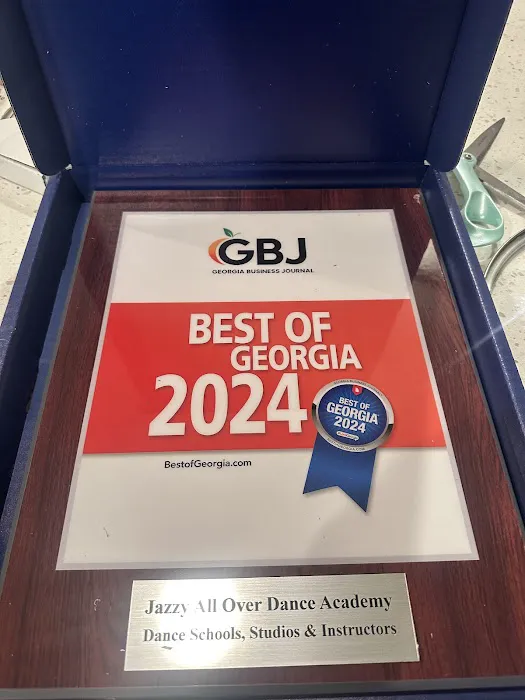 GBJ
GEORGIA BUSINESS JOURNAL
BEST OF
GEORGIA
2024
BEST OF
GEORGIA
2024
BestofGeorgia.com
Jazzy All Over Dance Academy
Dance Schools, Studios & Instructors